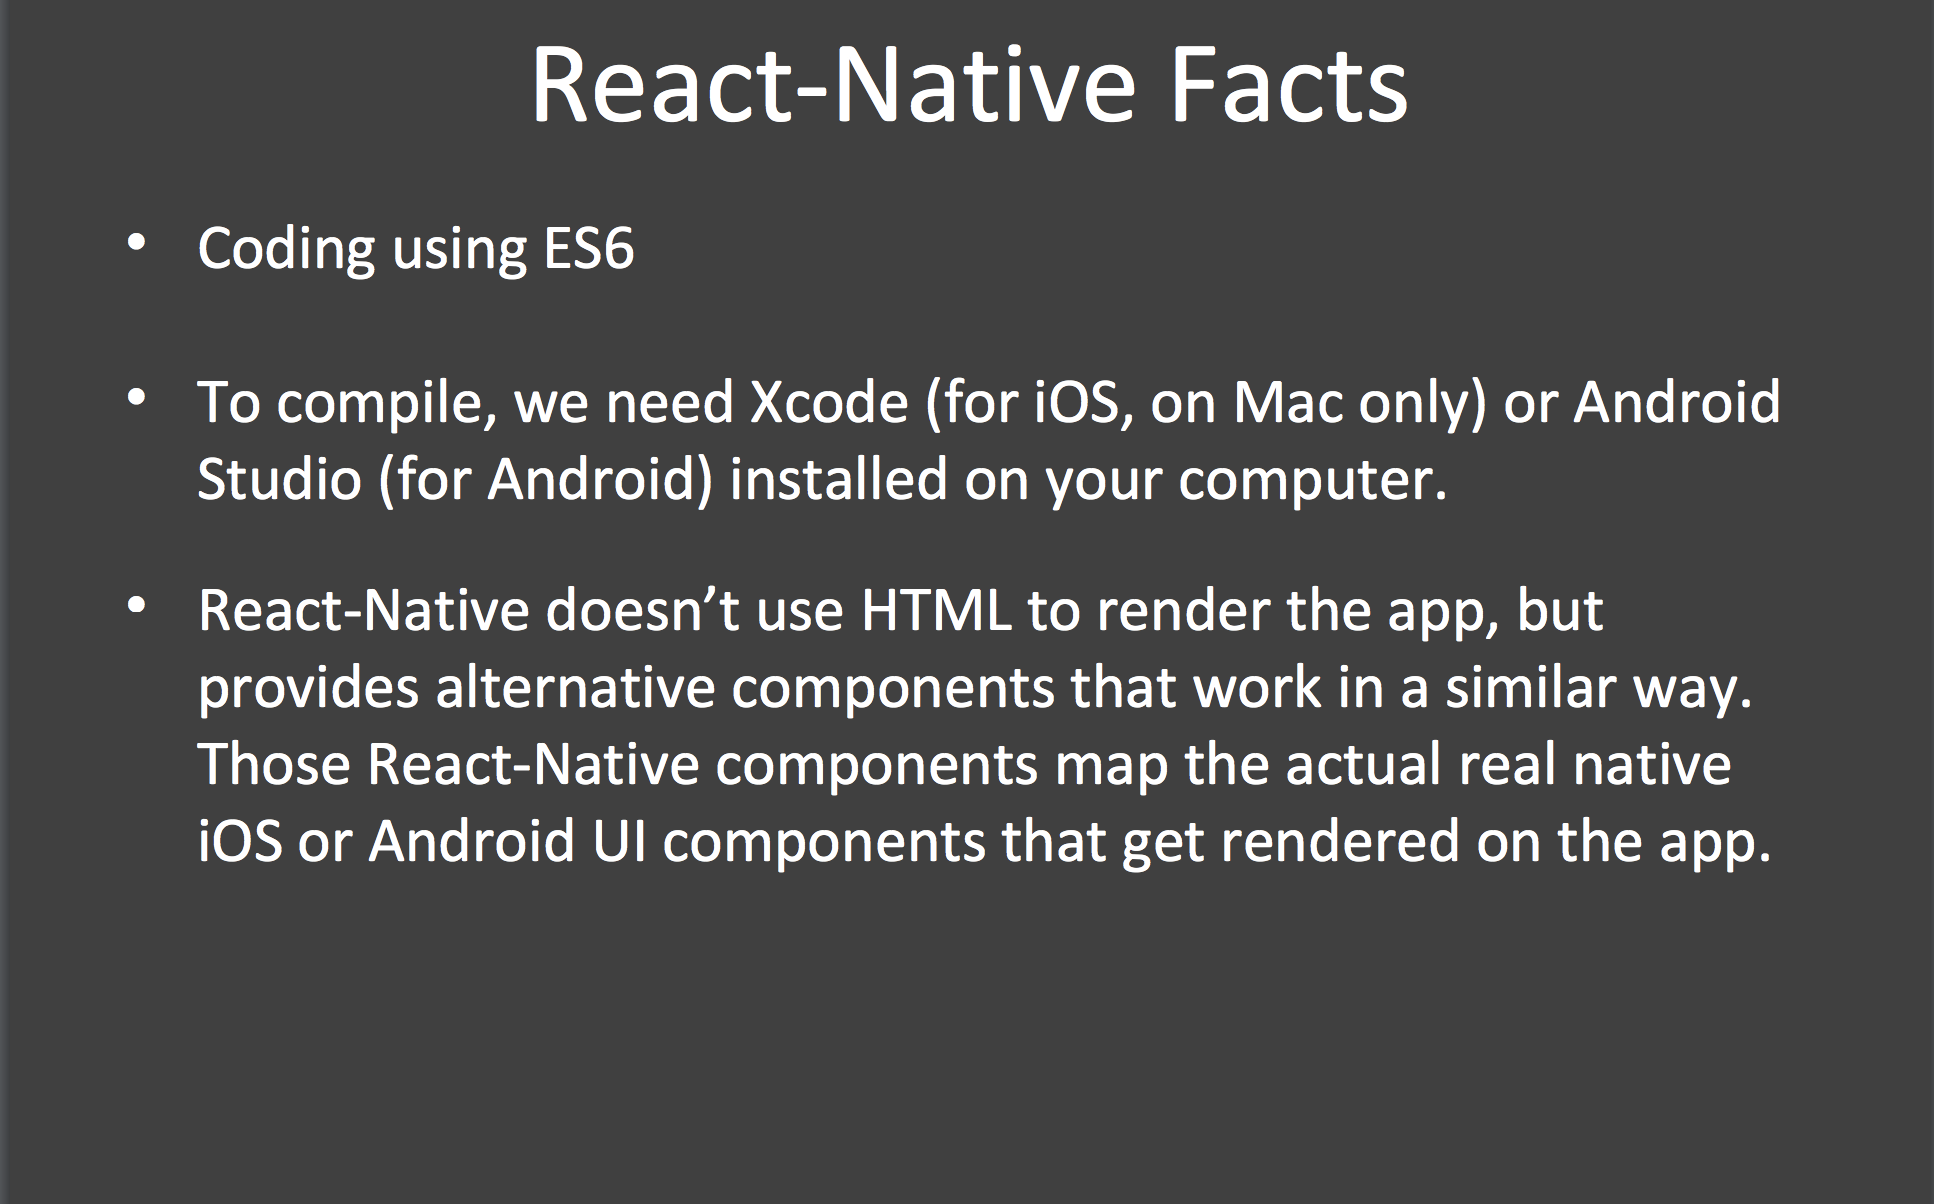 React-Native Facts
• Coding using ES6
• To compile, we need Xcode (for iOS, on Mac only) or Android
Studio (for Android) installed on your computer.
• React-Native doesn’t use HTML to render the app, but
provides alternative components that work in a similar way.
Those React-Native components map the actual real native
iOS or Android UI components that get rendered on the app.